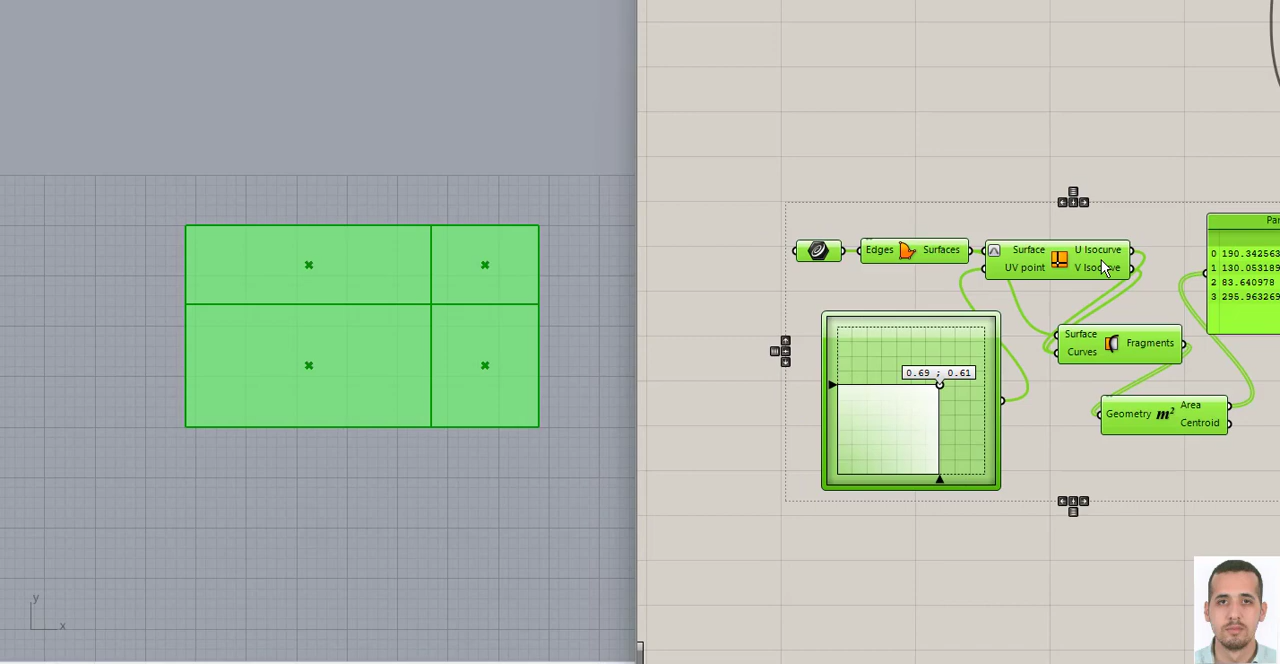 Par
Edges Surfaces
Surface U Isocurve
UV point V Isocurve
0 190.342563
1 130.053189
2 83.640978
3 295.963269
Surface
Curves Fragments
0.69 ; 0.61
Geometry m² Area
Centroid
y
x